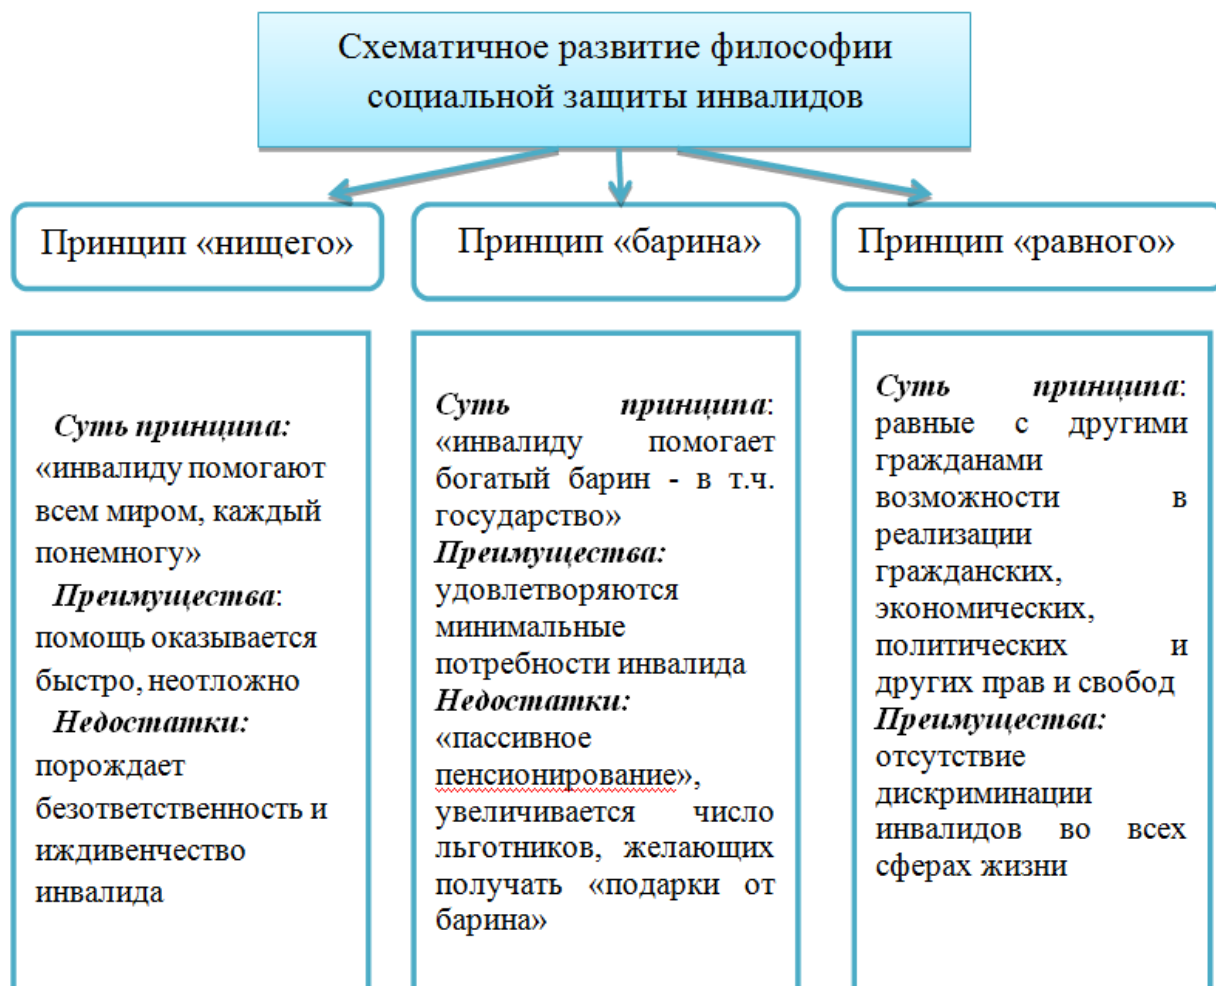 Схематичное развитие философии
социальной защиты инвалидов
Принцип «нищего»
Принцип «барина»
Принцип «равного»
Суть принципа:
«инвалиду помогают
всем миром, каждый
понемногу»
Преимущества:
помощь оказывается
быстро, неотложно
Недостатки:
порождает
безответственность и
иждивенчество
инвалида
Суть принципа:
«инвалиду помогает
богатый барин - в т.ч.
государство»
Преимущества:
удовлетворяются
минимальные
потребности инвалида
Недостатки:
«пассивное
пенсионирование»,
увеличивается число
льготников, желающих
получать «подарки от
барина»
Суть принципа:
равные с другими
гражданами
возможности в
реализации
гражданских,
экономических,
политических и
других прав и свобод
Преимущества:
отсутствие
дискриминации
инвалидов во всех
сферах жизни